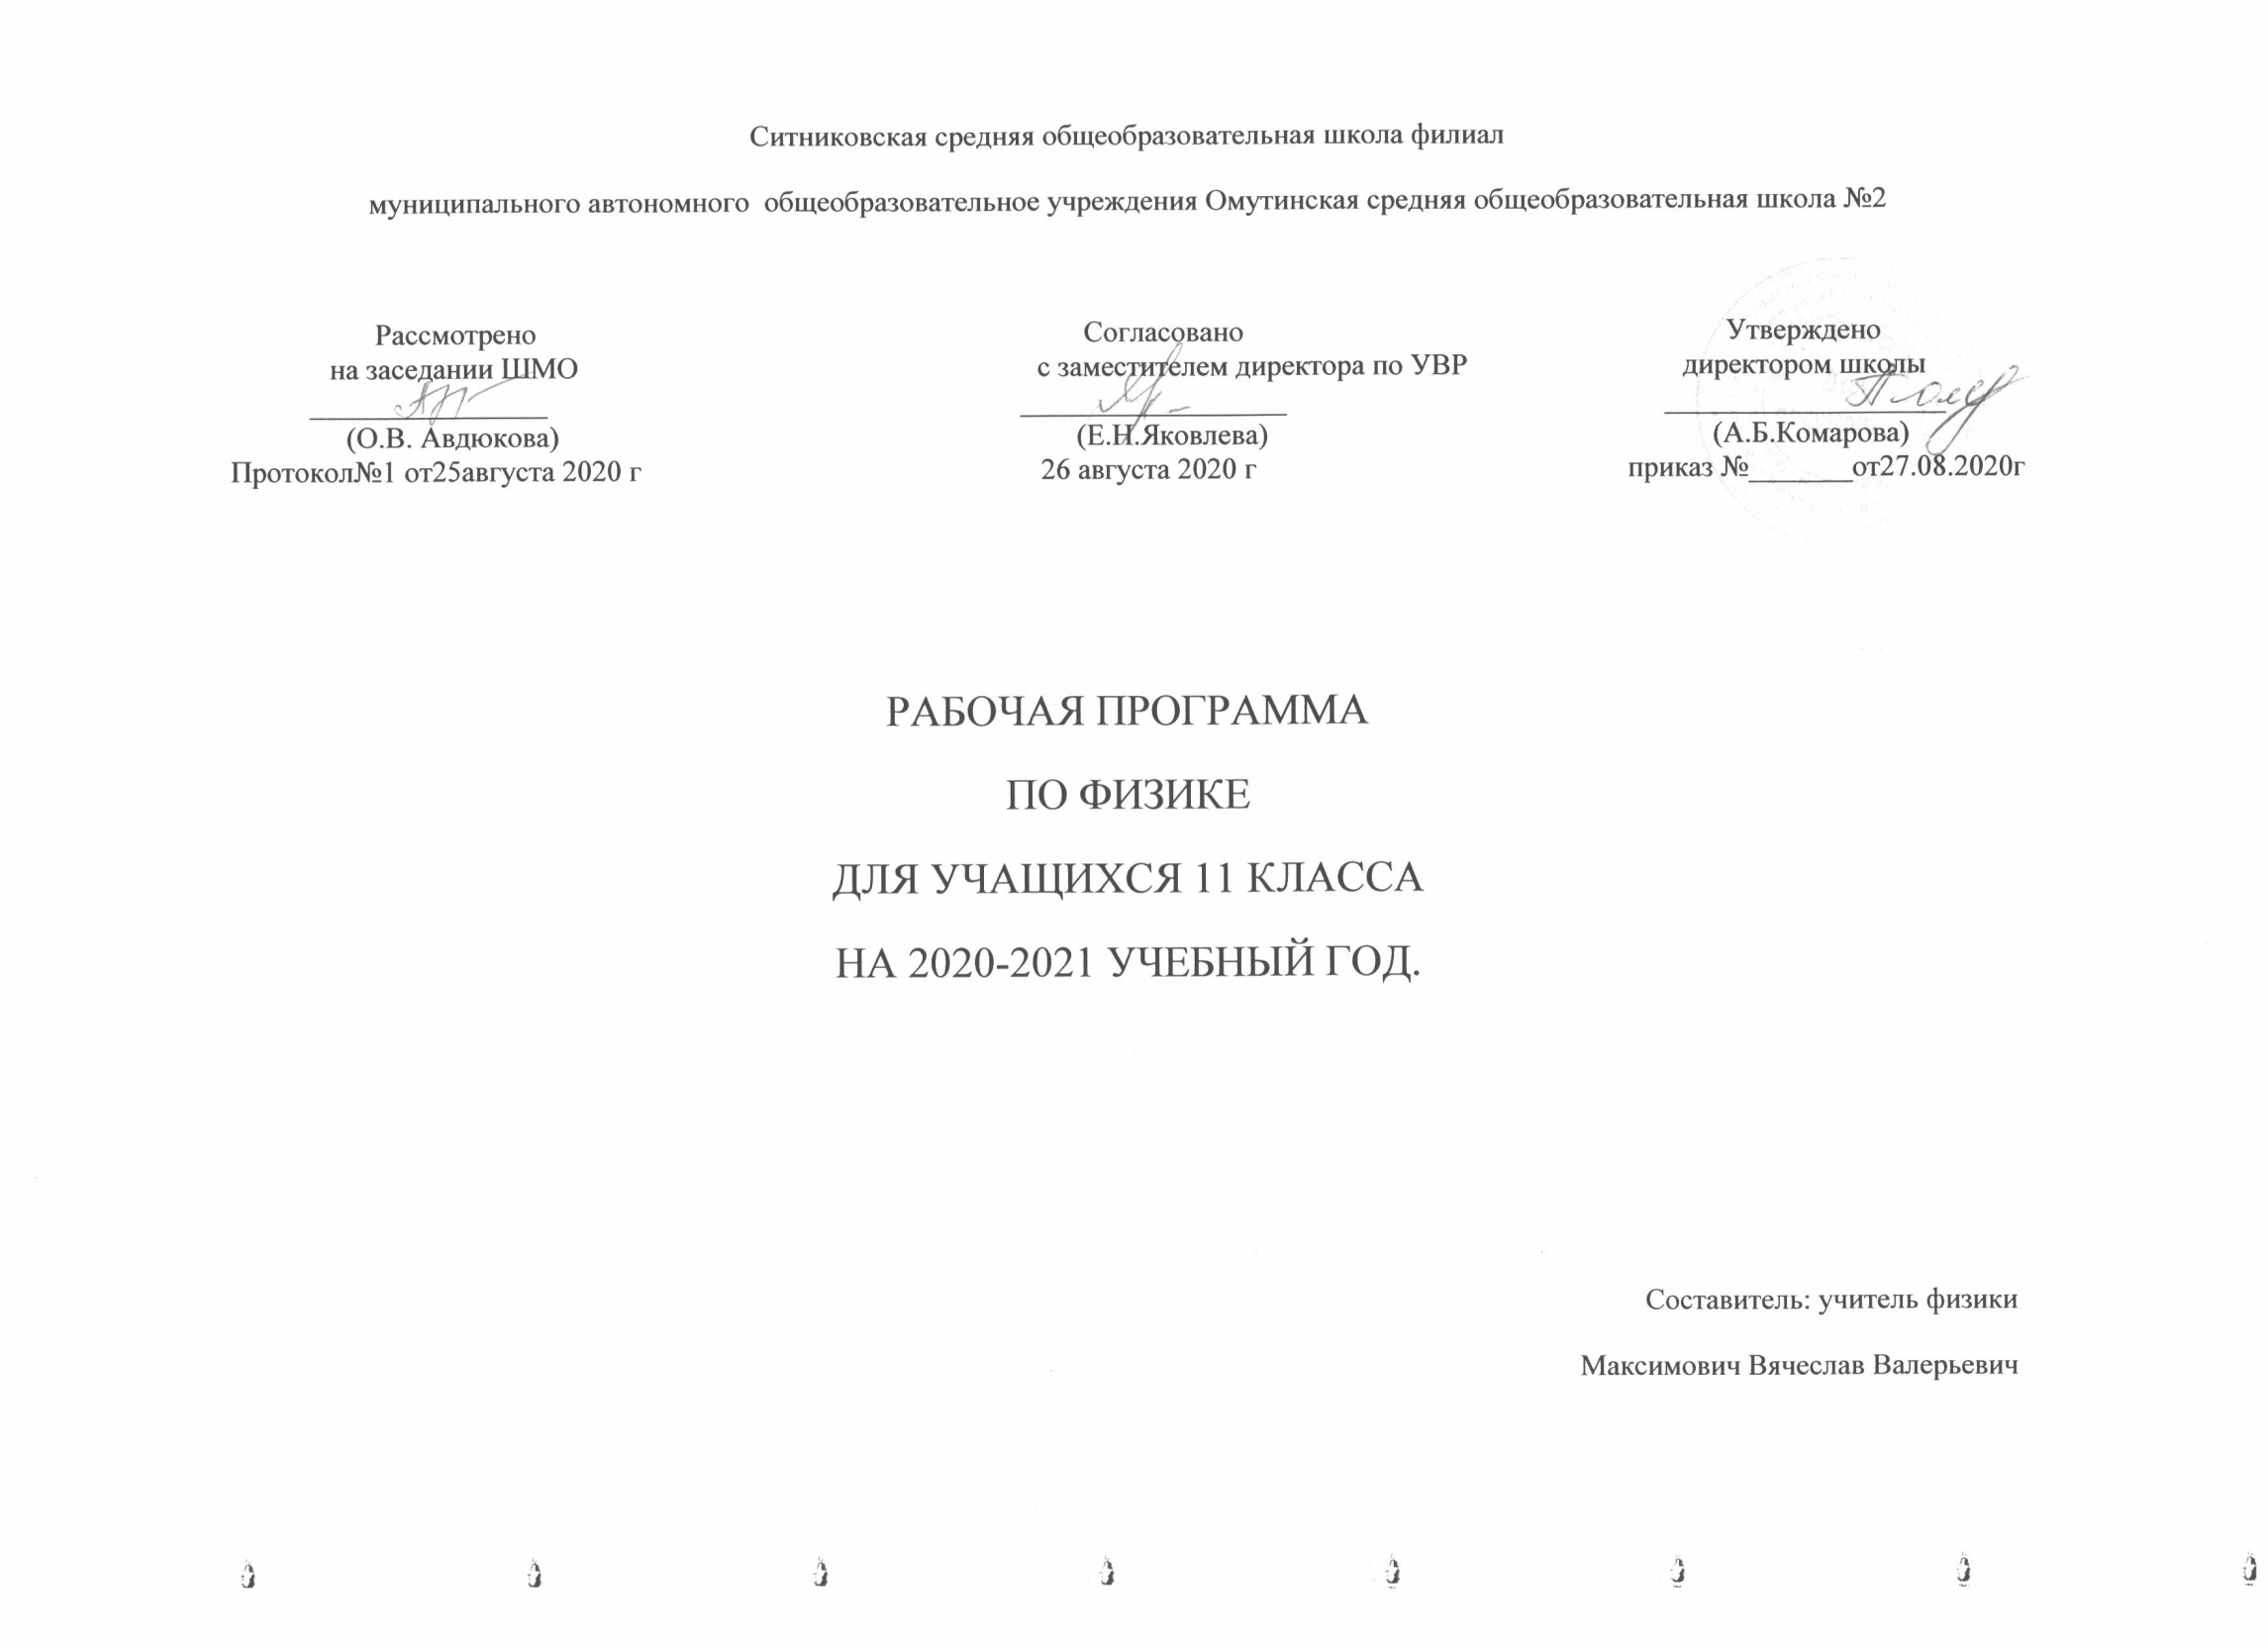 Ситниковская средняя общеобразовательная школа филиал
муниципального автономного общеобразовательное учреждения Омутинская средняя общеобразовательная школа №2
Рассмотрено
на заседании ШМО
(О.В. Авдюкова)
Протокол№1 от25августа 2020 г
Согласовано
с заместителем директора по УВР
(Е.Н.Яковлева)
26 августа 2020 г
Утверждено
директором школы
(А.Б.Комарова)
приказ №_______от27.08.2020г
РАБОЧАЯ ПРОГРАММА
ПО ФИЗИКЕ
ДЛЯ УЧАЩИХСЯ 11 КЛАССА
НА 2020-2021 УЧЕБНЫЙ ГОД.
Составитель: учитель физики
Максимович Вячеслав Валерьевич